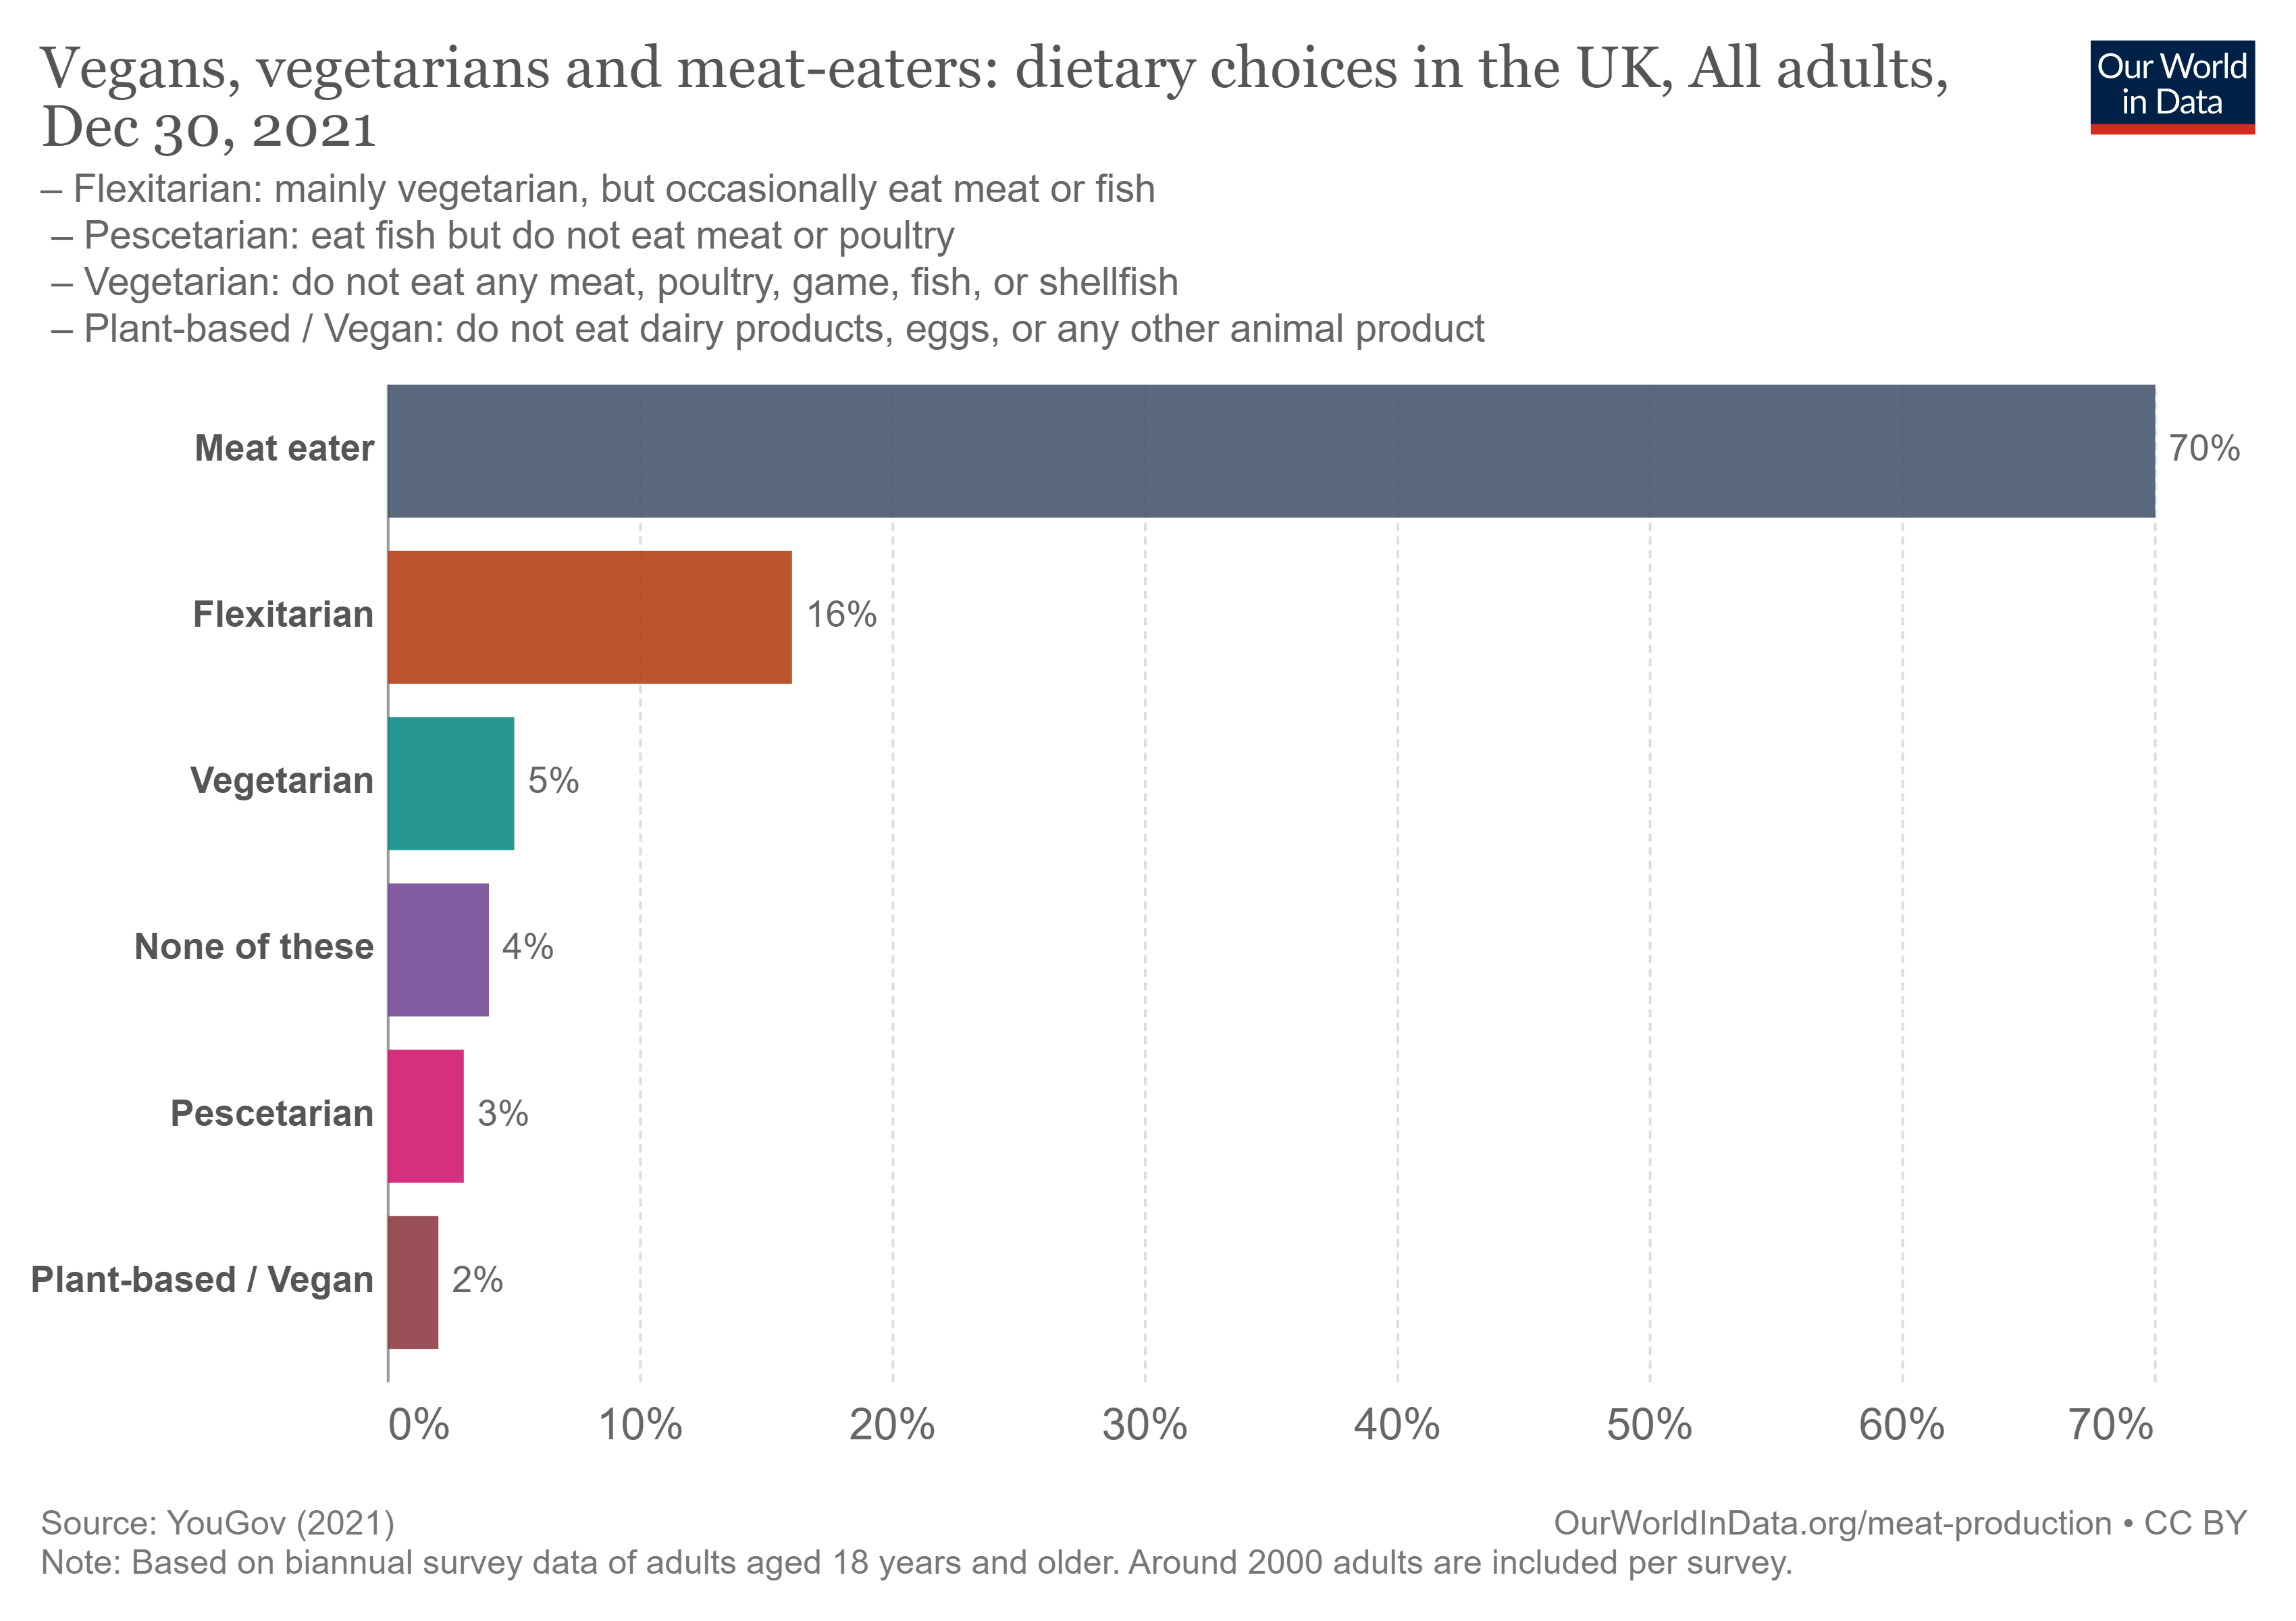 Vegans, vegetarians and meat-eaters: dietary choices in the UK, All adults,
Dec 30, 2021
Our World
in Data
– Flexitarian: mainly vegetarian, but occasionally eat meat or fish
– Pescetarian: eat fish but do not eat meat or poultry
– Vegetarian: do not eat any meat, poultry, game, fish, or shellfish
– Plant-based / Vegan: do not eat dairy products, eggs, or any other animal product
Meat eater 70%
Flexitarian 16%
Vegetarian 5%
None of these 4%
Pescetarian 3%
Plant-based / Vegan 2%
0% 10% 20% 30% 40% 50% 60% 70%
Source: YouGov (2021) OurWorldInData.org/meat-production • CC BY
Note: Based on biannual survey data of adults aged 18 years and older. Around 2000 adults are included per survey.